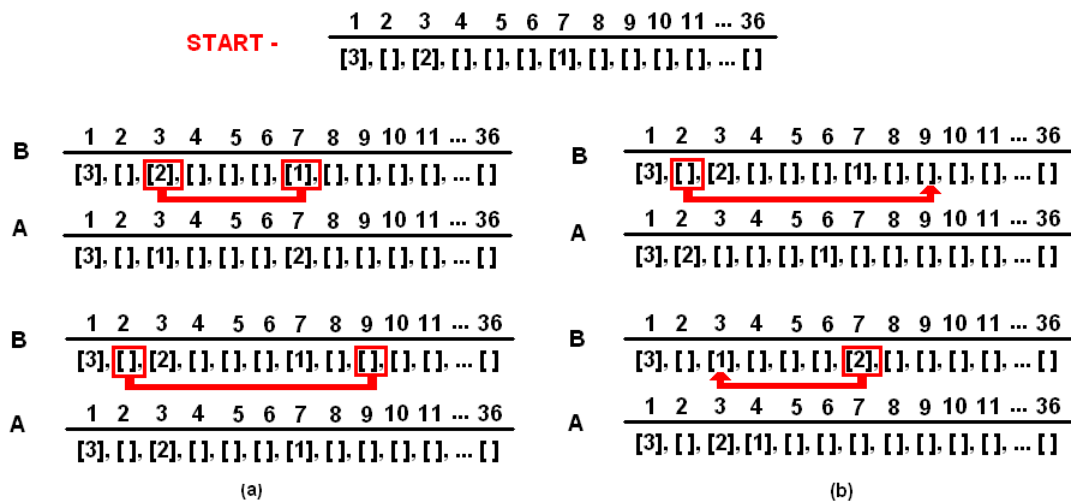 1 2 3 4 5 6 7 8 9 10 11 ... 36
START - [3], [ ], [2], [ ], [ ], [ ], [1], [ ], [ ], [ ], [ ], ... [ ]
B 1 2 3 4 5 6 7 8 9 10 11 ... 36
[3], [ ], [2], [ ], [ ], [ ], [1], [ ], [ ], [ ], [ ], ... [ ]
A 1 2 3 4 5 6 7 8 9 10 11 ... 36
[3], [ ], [1], [ ], [ ], [ ], [2], [ ], [ ], [ ], [ ], ... [ ]
B 1 2 3 4 5 6 7 8 9 10 11 ... 36
[3], [ ], [2], [ ], [ ], [ ], [1], [ ], [ ], [ ], [ ], ... [ ]
A 1 2 3 4 5 6 7 8 9 10 11 ... 36
[3], [ ], [2], [ ], [ ], [ ], [1], [ ], [ ], [ ], [ ], ... [ ]
(a)
B 1 2 3 4 5 6 7 8 9 10 11 ... 36
[3], [ ], [2], [ ], [ ], [ ], [1], [ ], [ ], [ ], [ ], ... [ ]
A 1 2 3 4 5 6 7 8 9 10 11 ... 36
[3], [2], [ ], [ ], [ ], [1], [ ], [ ], [ ], [ ], [ ], ... [ ]
B 1 2 3 4 5 6 7 8 9 10 11 ... 36
[3], [ ], [1], [ ], [ ], [ ], [2], [ ], [ ], [ ], [ ], ... [ ]
A 1 2 3 4 5 6 7 8 9 10 11 ... 36
[3], [ ], [2], [1], [ ], [ ], [ ], [ ], [ ], [ ], [ ], ... [ ]
(b)